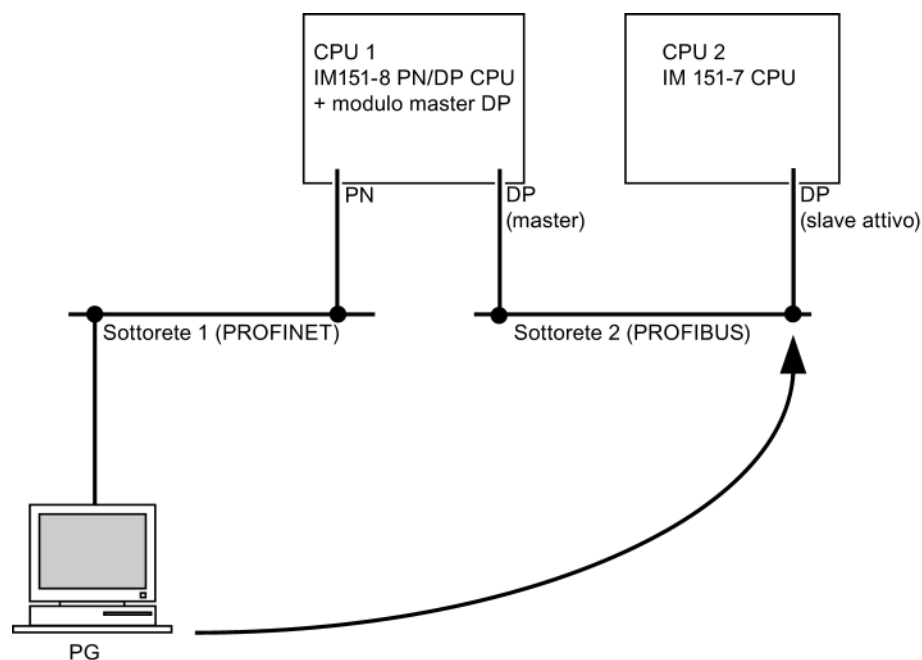 CPU 1
IM151-8 PN/DP CPU
+ modulo master DP
CPU 2
IM 151-7 CPU
PN
DP
(master)
DP
(slave attivo)
Sottorete 1 (PROFINET)
Sottorete 2 (PROFIBUS)
PG